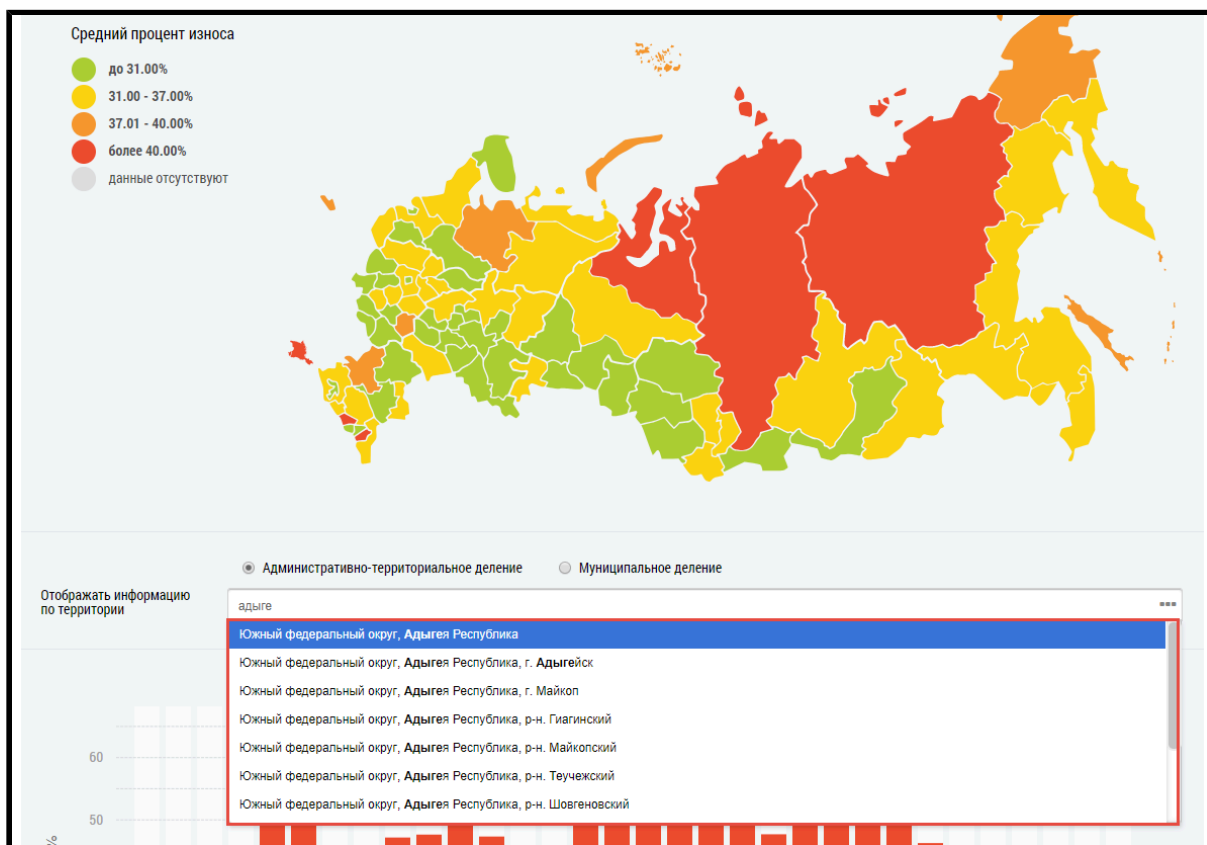 Средний процент износа
до 31.00%
31.00 - 37.00%
37.01 - 40.00%
более 40.00%
данные отсутствуют
Административно-территориальное деление
Муниципальное деление
Отображать информацию
по территории
адыге
Южный федеральный округ, Адыгея Республика
Южный федеральный округ, Адыгея Республика, г. Адыгейск
Южный федеральный округ, Адыгея Республика, г. Майкоп
Южный федеральный округ, Адыгея Республика, р-н. Гиагинский
Южный федеральный округ, Адыгея Республика, р-н. Майкопский
Южный федеральный округ, Адыгея Республика, р-н. Теучежский
Южный федеральный округ, Адыгея Республика, р-н. Шовгеновский
60
50
%